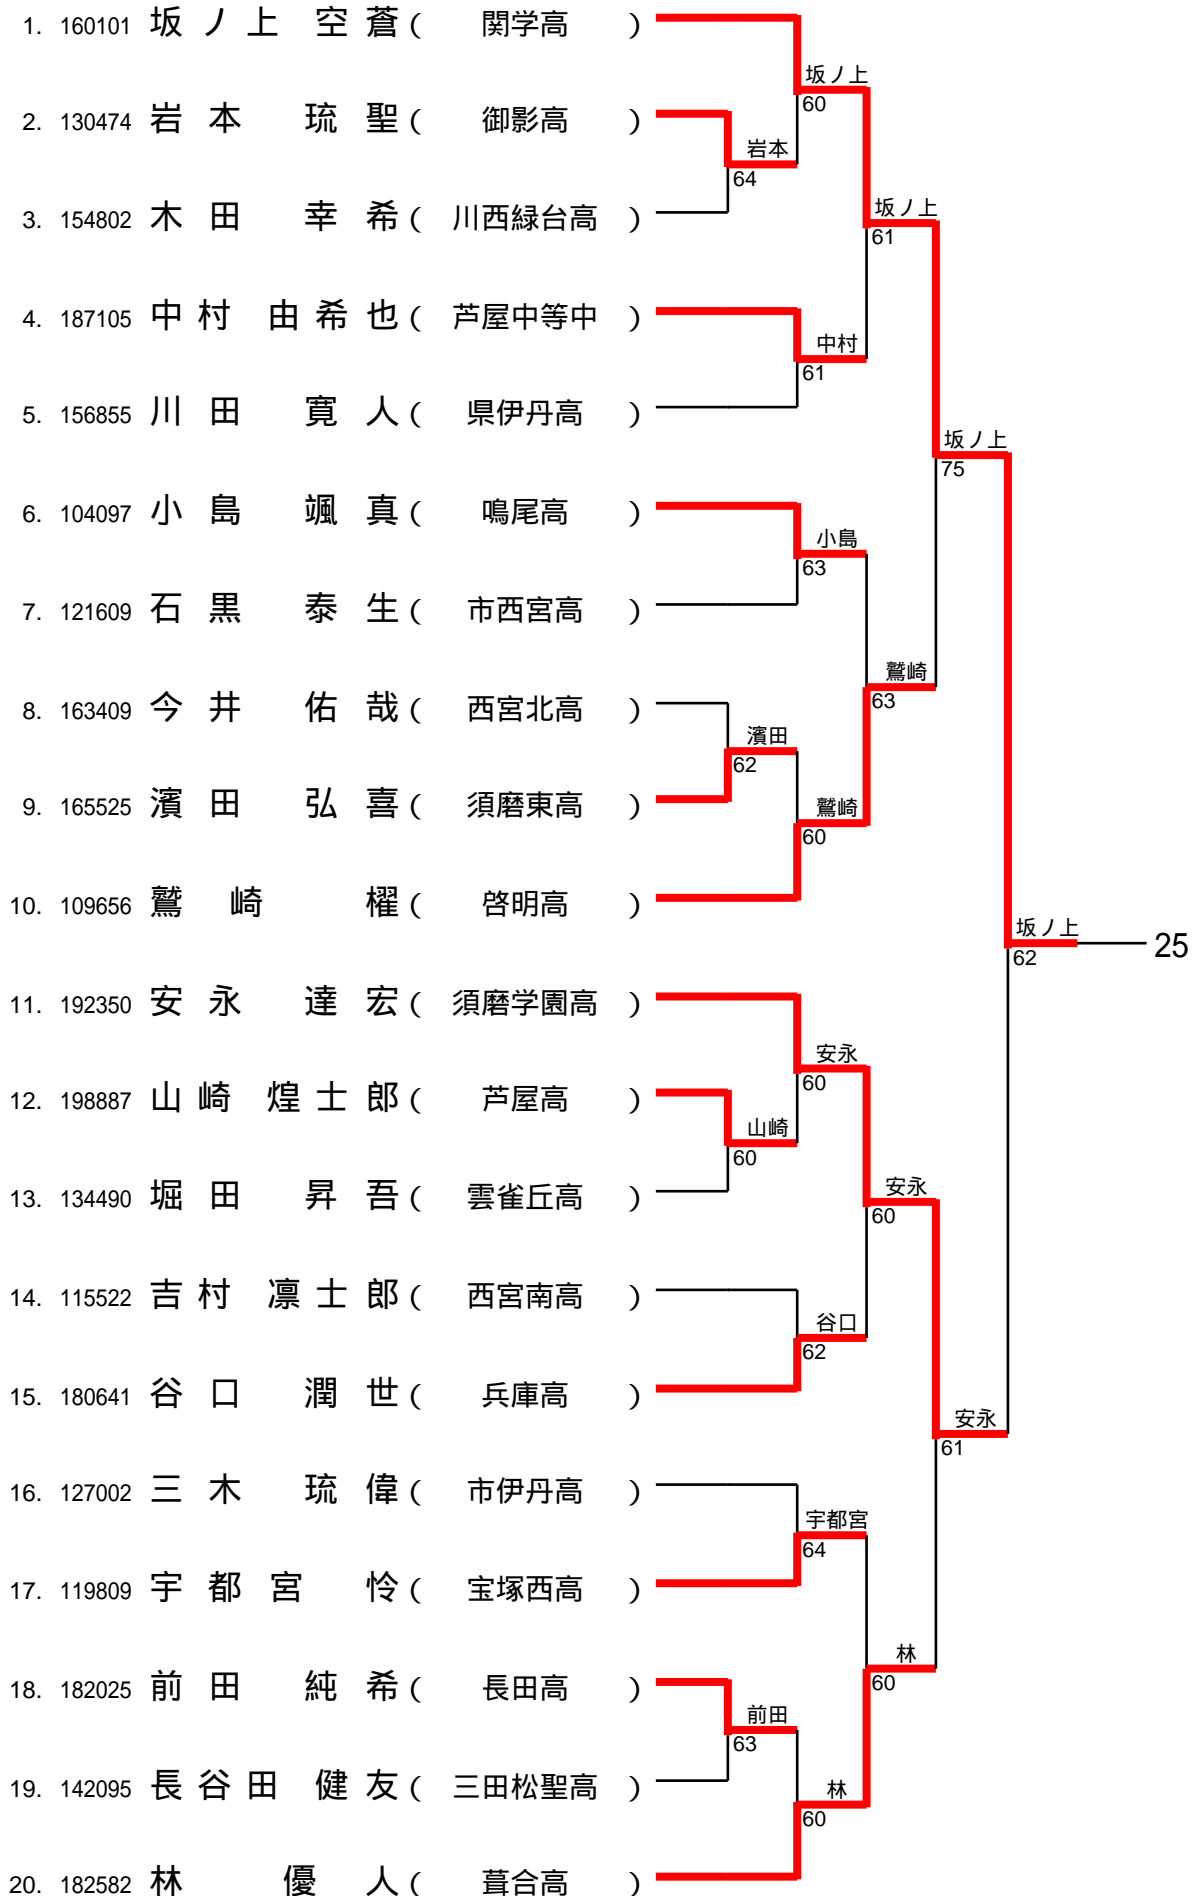 1. 160101 坂ノ上 空蒼 ( 関学高 )
坂ノ上
60
2. 130474 岩本 琉聖 ( 御影高 )
岩本
64
3. 154802 木田 幸希 ( 川西緑台高 )
坂ノ上
61
4. 187105 中村 由希也 ( 芦屋中等中 )
中村
61
5. 156855 川田 寛人 ( 県伊丹高 )
坂ノ上
75
6. 104097 小島 颯真 ( 鳴尾高 )
小島
63
7. 121609 石黒 泰生 ( 市西宮高 )
鷲崎
63
8. 163409 今井 佑哉 ( 西宮北高 )
濱田
62
9. 165525 濱田 弘喜 ( 須磨東高 )
鷲崎
60
10. 109656 鷲崎 櫂 ( 啓明高 )
坂ノ上
62
25
11. 192350 安永 達宏 ( 須磨学園高 )
安永
60
12. 198887 山崎 煌士郎 ( 芦屋高 )
山崎
60
13. 134490 堀田 昇吾 ( 雲雀丘高 )
安永
60
14. 115522 吉村 凛士郎 ( 西宮南高 )
谷口
62
15. 180641 谷口 潤世 ( 兵庫高 )
安永
61
16. 127002 三木 琉偉 ( 市伊丹高 )
宇都宮
64
17. 119809 宇都宮 怜 ( 宝塚西高 )
林
60
18. 182025 前田 純希 ( 長田高 )
前田
63
19. 142095 長谷田 健友 ( 三田松聖高 )
林
60
20. 182582 林 優人 ( 葺合高 )